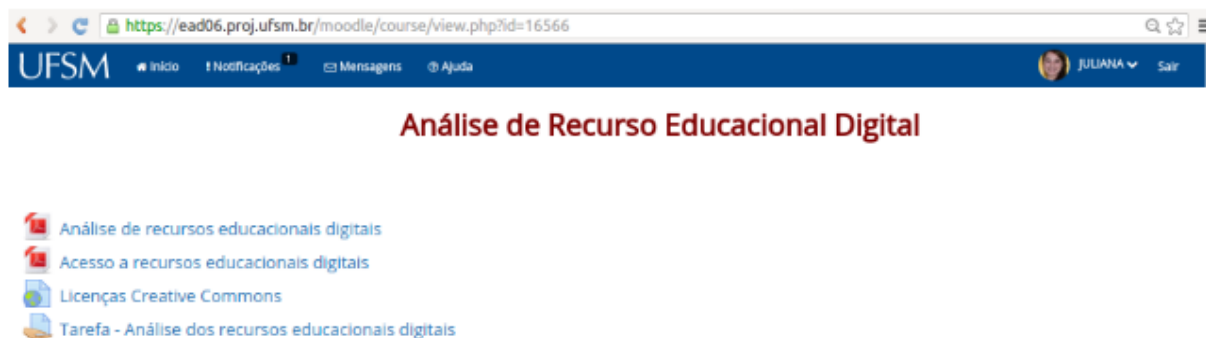 https://ead06.proj.ufsm.br/moodle/course/view.php?id=16566
UFSM Início Notificações 1 Mensagens Ajuda JULIANA Sair
Análise de Recurso Educacional Digital
Análise de recursos educacionais digitais
Acesso a recursos educacionais digitais
Licenças Creative Commons
Tarefa - Análise dos recursos educacionais digitais